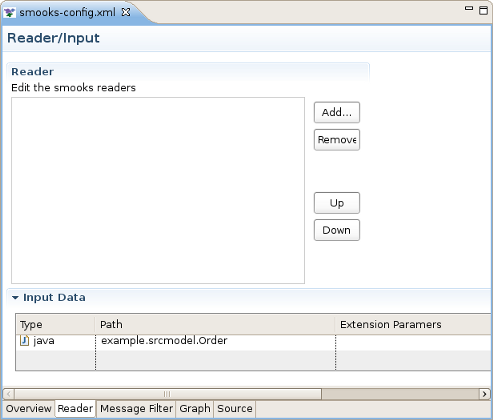 smooks-config.xml
Reader/Input
Reader
Edit the smooks readers
Add...
Remove
Up
Down
Input Data
Type Path Extension Paramers
java example.srcmodel.Order
Overview Reader Message Filter Graph Source